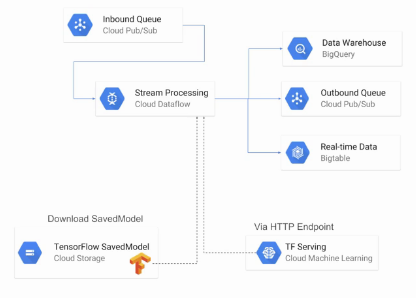 Inbound Queue
Cloud Pub/Sub
Stream Processing
Cloud Dataflow
Data Warehouse
BigQuery
Outbound Queue
Cloud Pub/Sub
Real-time Data
Bigtable
Download SavedModel
TensorFlow SavedModel
Cloud Storage
Via HTTP Endpoint
TF Serving
Cloud Machine Learning